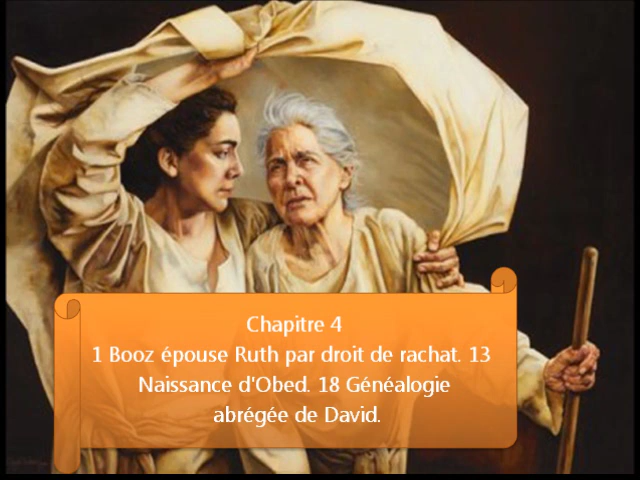 Chapitre 4
1 Booz épouse Ruth par droit de rachat. 13
Naissance d'Obed. 18 Généalogie
abrégée de David.